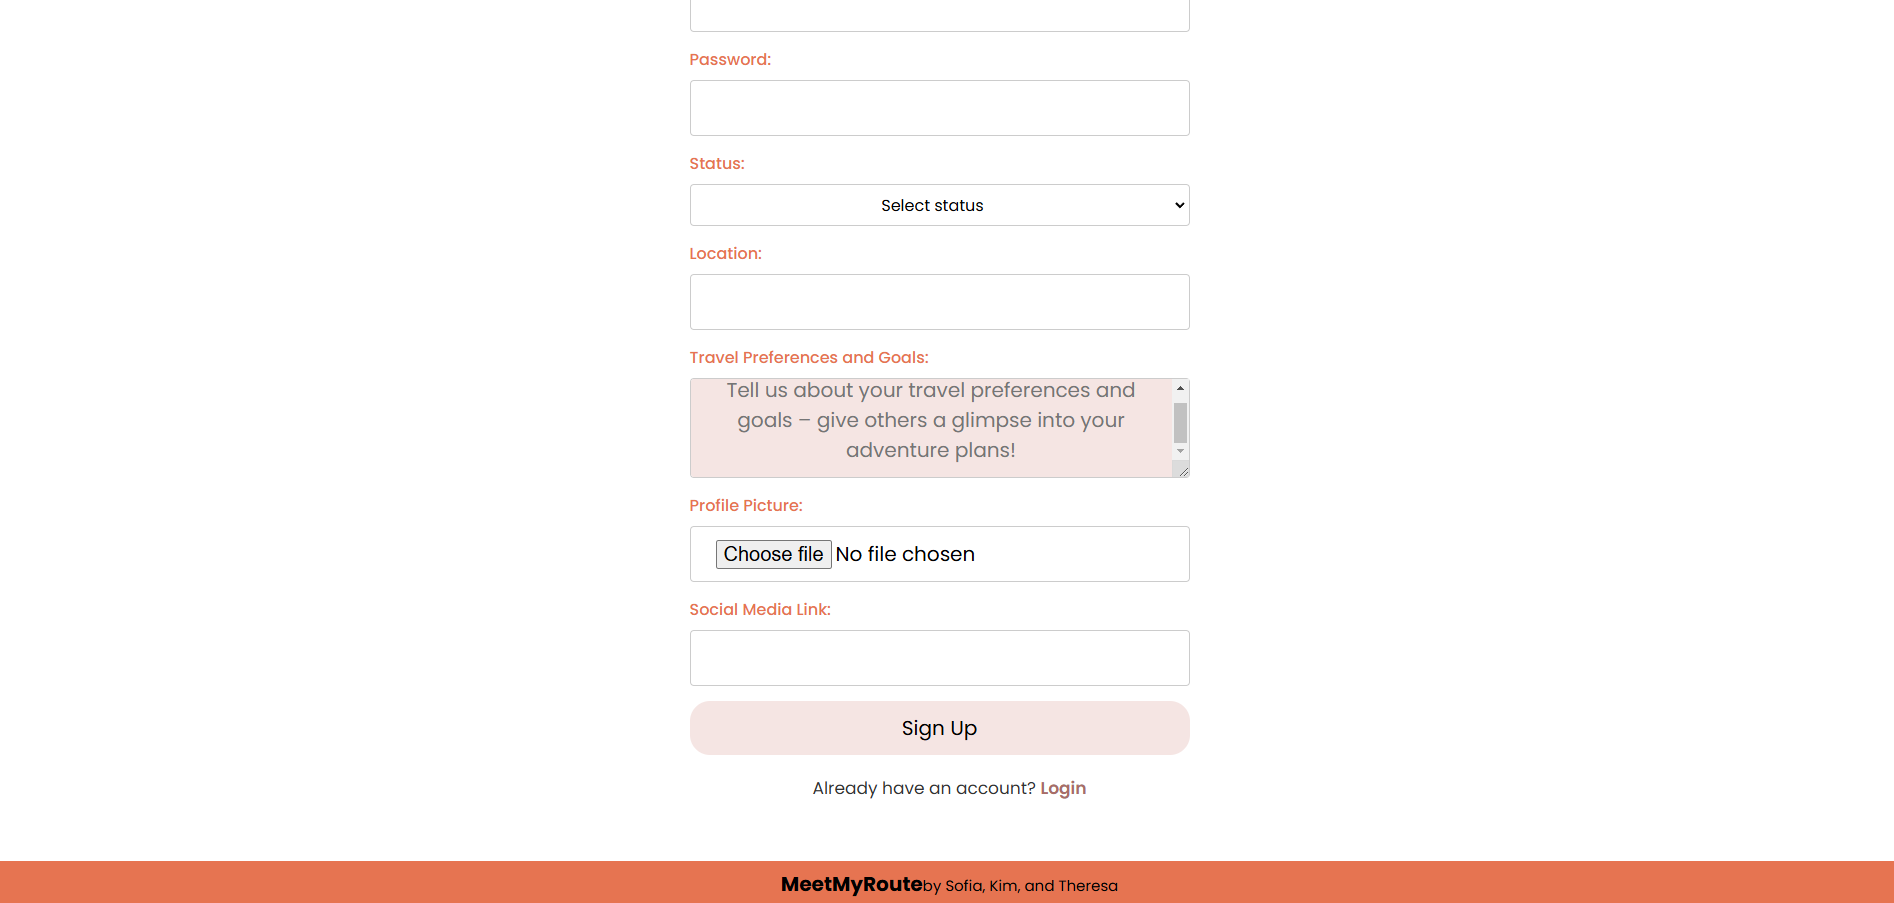 Password:
Status:
Select status
Location:
Travel Preferences and Goals:
Tell us about your travel preferences and
goals – give others a glimpse into your
adventure plans!
Profile Picture:
Choose file No file chosen
Social Media Link:
Sign Up
Already have an account? Login
MeetMyRouteby Sofia, Kim, and Theresa